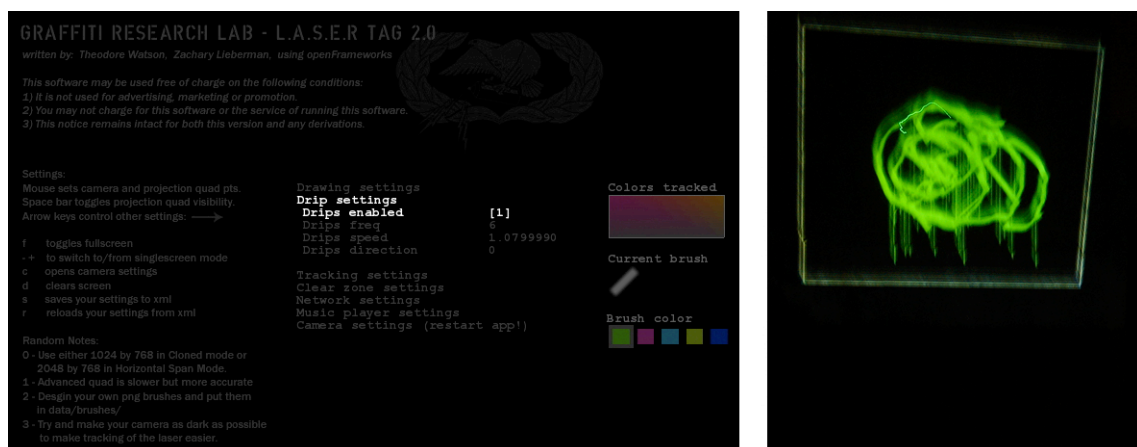 GRAFFITI RESEARCH LAB - L.A.S.E.R TAG 2.0
written by: Theodore Watson, Zachary Lieberman, using openFrameworks
This software may be used free of charge on the following conditions:
1) It is not used for advertising, marketing or promotion.
2) You may not charge for this software or the service of running this software.
3) This notice remains intact for both this version and any derivations.
Settings:
Mouse sets camera and projection quad pts.
Space bar toggles projection quad visibility.
Arrow keys control other settings:
f toggles fullscreen
- + to switch to/from singlescreen mode
c opens camera settings
d clears screen
s saves your settings to xml
r reloads your settings from xml
Random Notes:
0 - Use either 1024 by 768 in Cloned mode or
2048 by 768 in Horizontal Span Mode.
1 - Advanced quad is slower but more accurate
2 - Desgin your own png brushes and put them
in data/brushes/
3 - Try and make your camera as dark as possible
to make tracking of the laser easier.
Drawing settings
Drip settings
Drips enabled [1]
Drips freq 6
Drips speed 1.0799990
Drips direction 0
Tracking settings
Clear zone settings
Network settings
Music player settings
Camera settings (restart app!)
Colors tracked
Current brush
Brush color